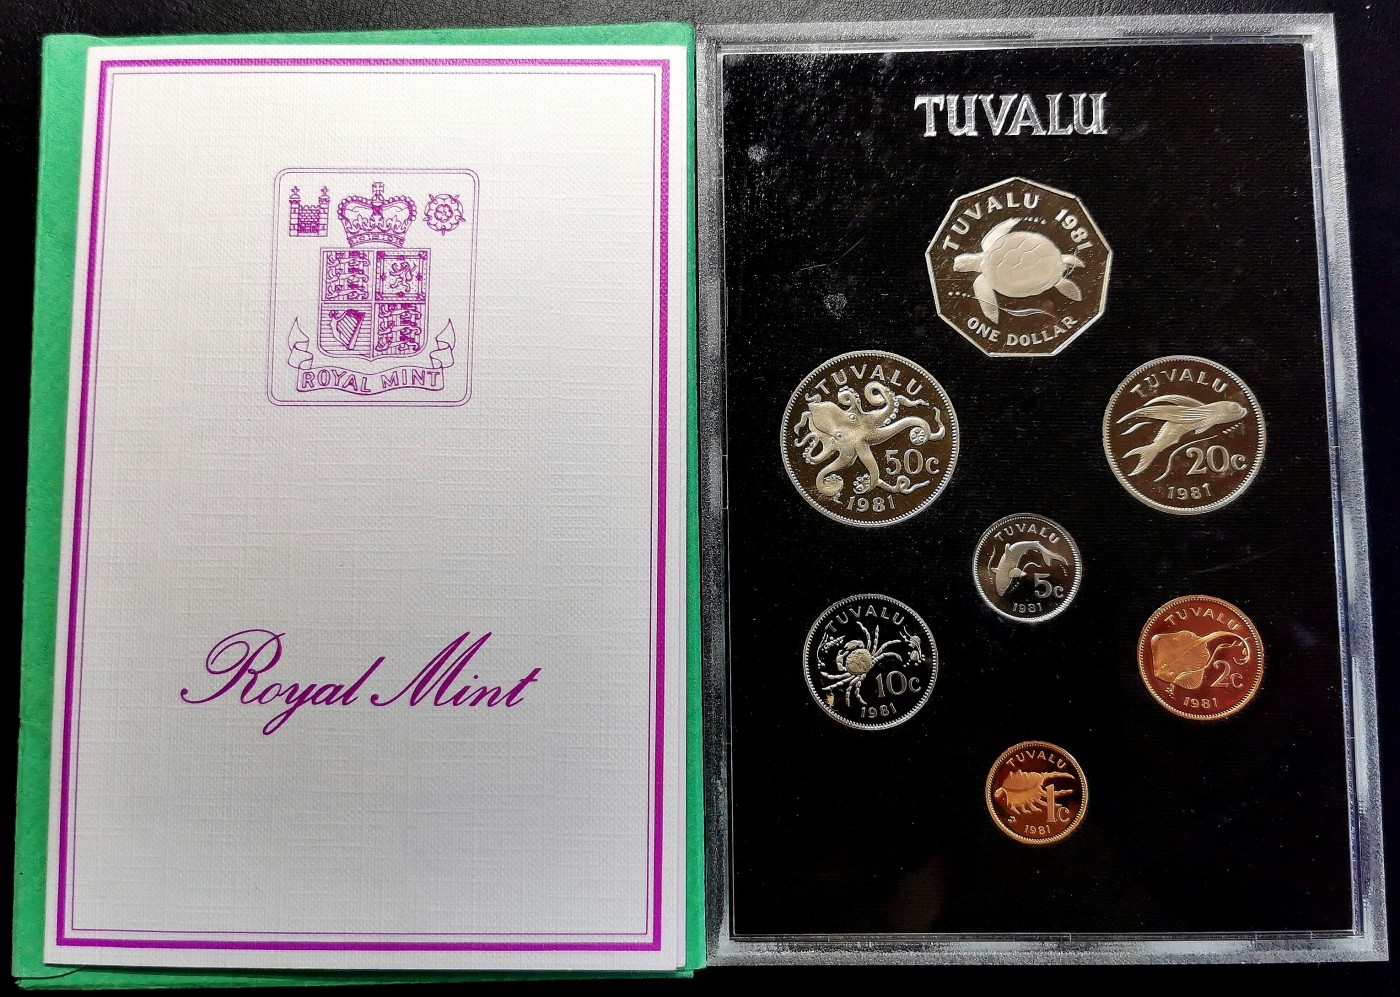 ROYAL MINT
Royal Mint
TUVALU
TUVALU 1981
ONE DOLLAR
TUVALU
50c
1981
TUVALU
20c
1981
TUVALU
5c
1981
TUVALU
10c
1981
TUVALU
2c
1981
TUVALU
1c
1981